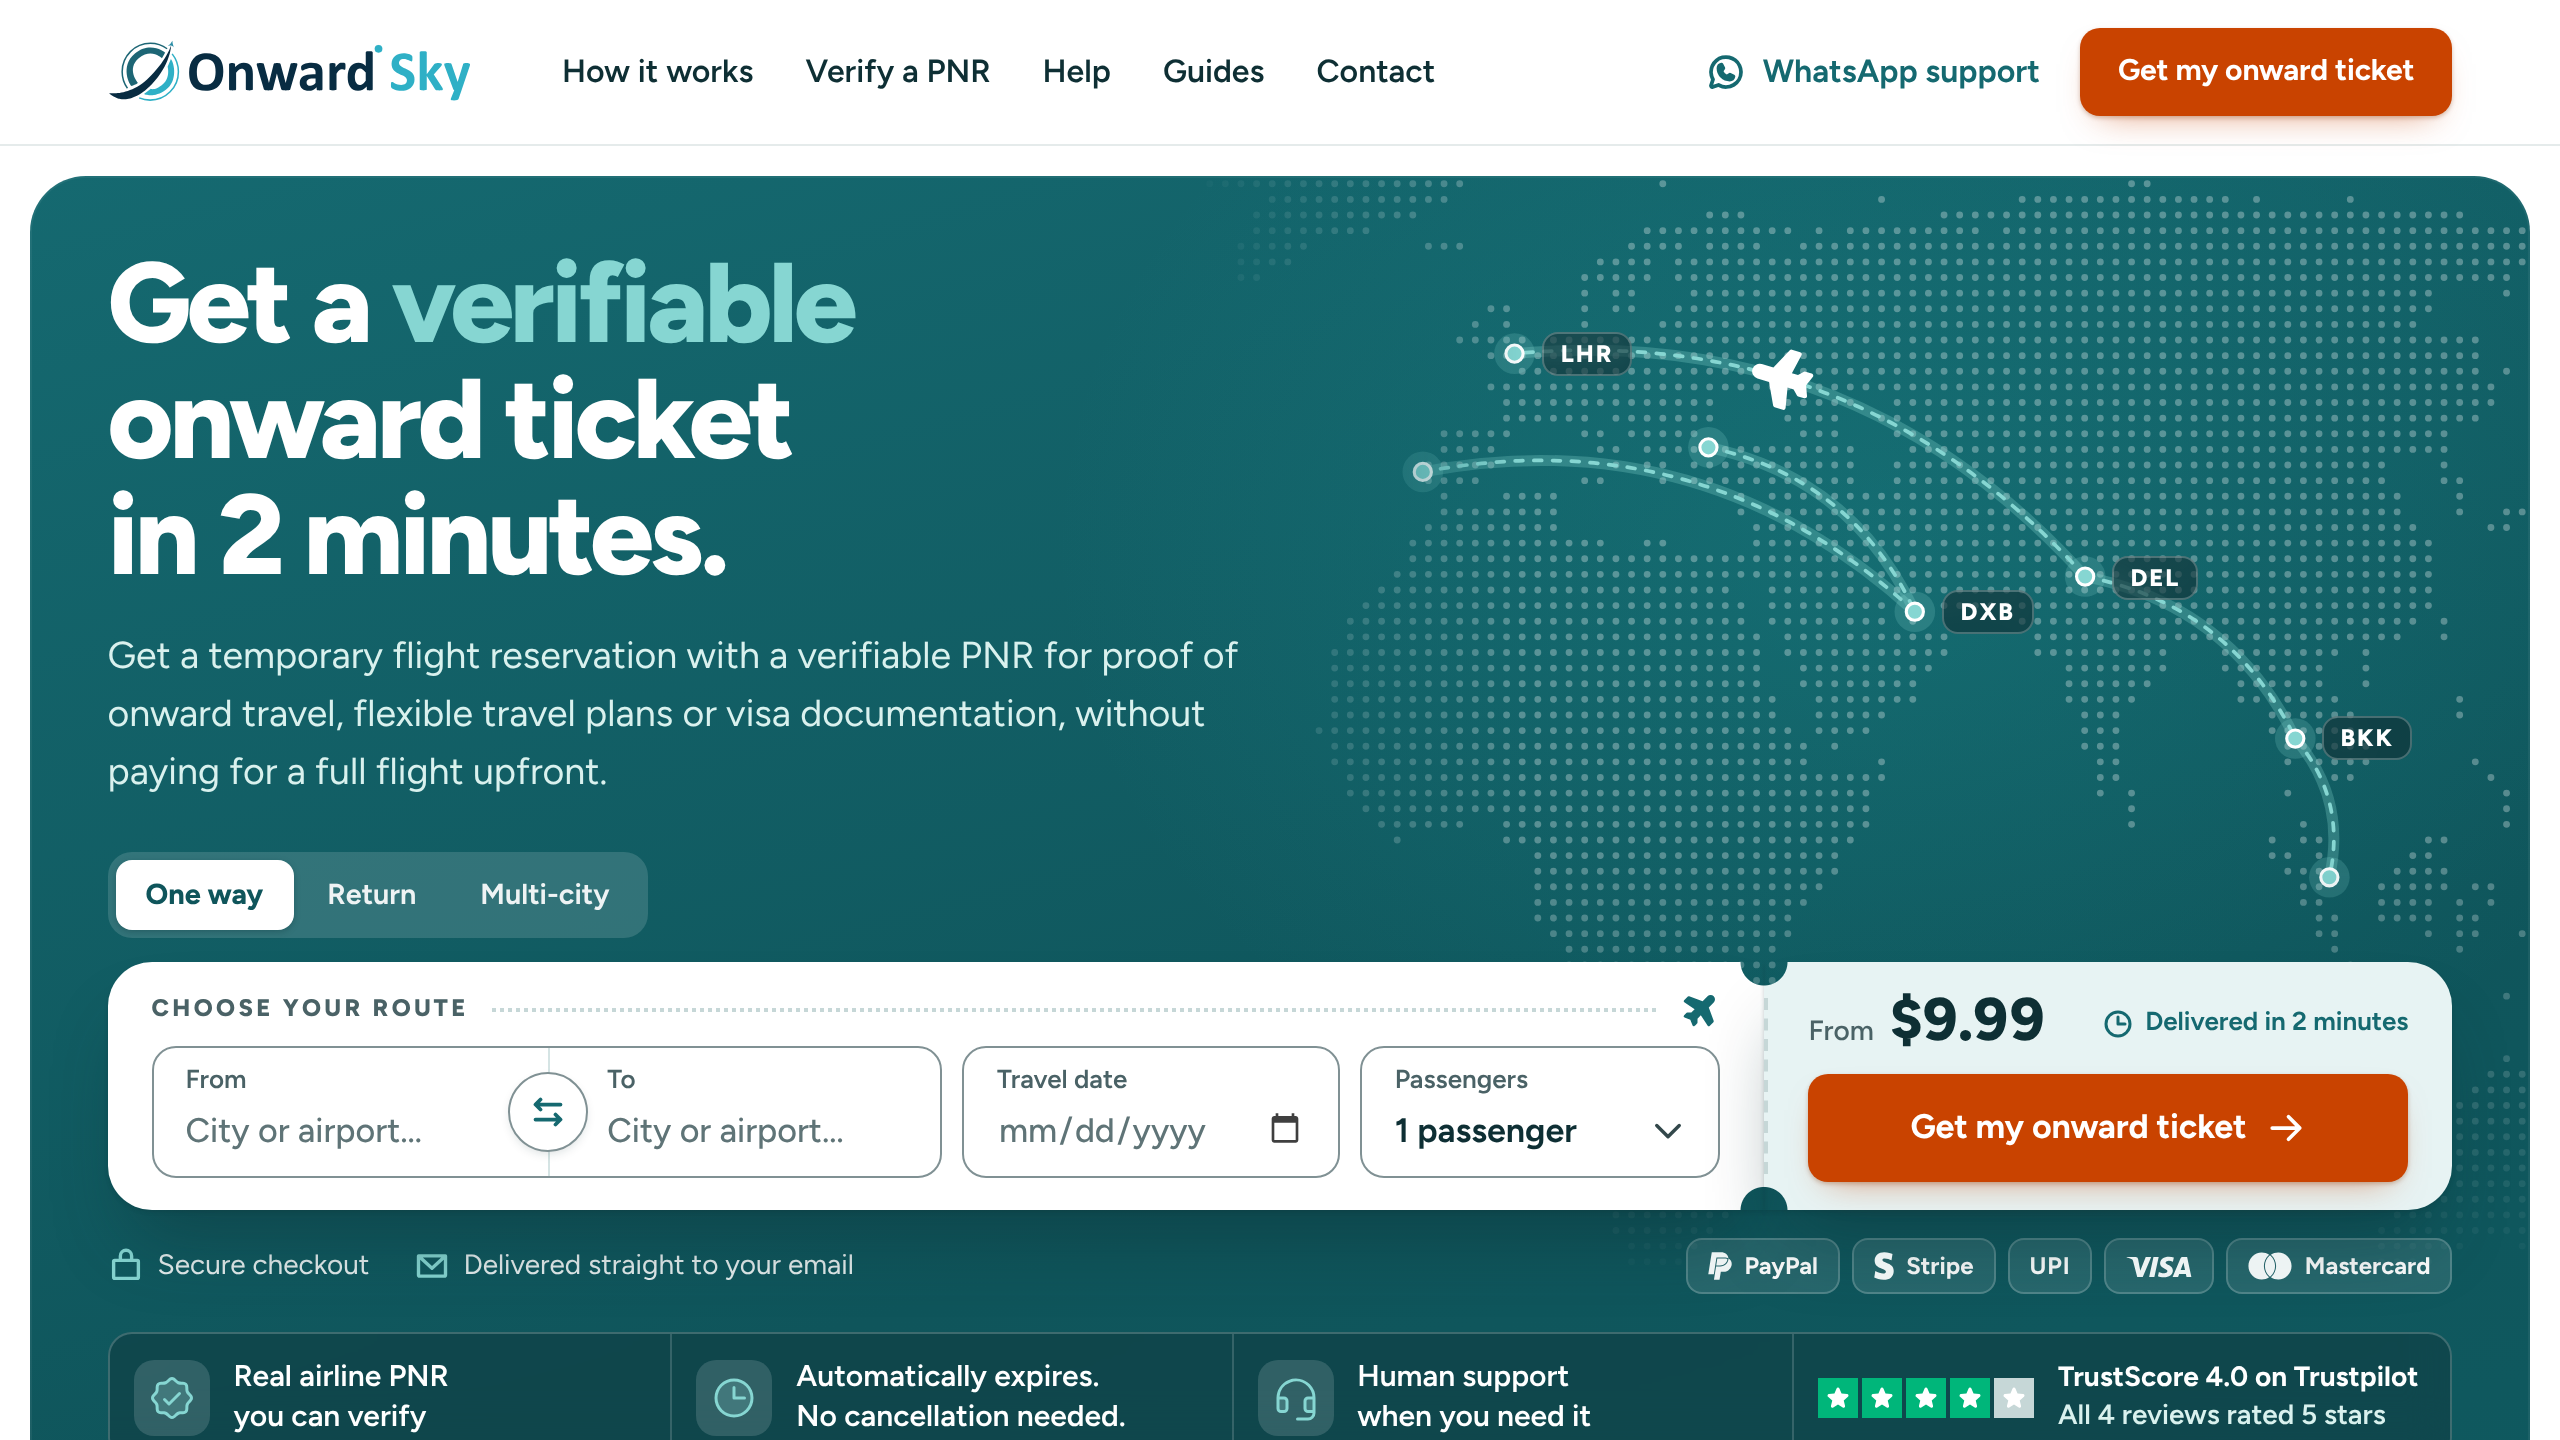 Onward Sky
How it works
Verify a PNR
Help
Guides
Contact
WhatsApp support
Get my onward ticket
Get a verifiable
onward ticket
in 2 minutes.
Get a temporary flight reservation with a verifiable PNR for proof of
onward travel, flexible travel plans or visa documentation, without
paying for a full flight upfront.
LHR
DEL
DXB
BKK
One way
Return
Multi-city
CHOOSE YOUR ROUTE
From
City or airport...
To
City or airport...
Travel date
mm/dd/yyyy
Passengers
1 passenger
From $9.99
Delivered in 2 minutes
Get my onward ticket
Secure checkout
Delivered straight to your email
PayPal
Stripe
UPI
VISA
Mastercard
Real airline PNR
you can verify
Automatically expires.
No cancellation needed.
Human support
when you need it
TrustScore 4.0 on Trustpilot
All 4 reviews rated 5 stars